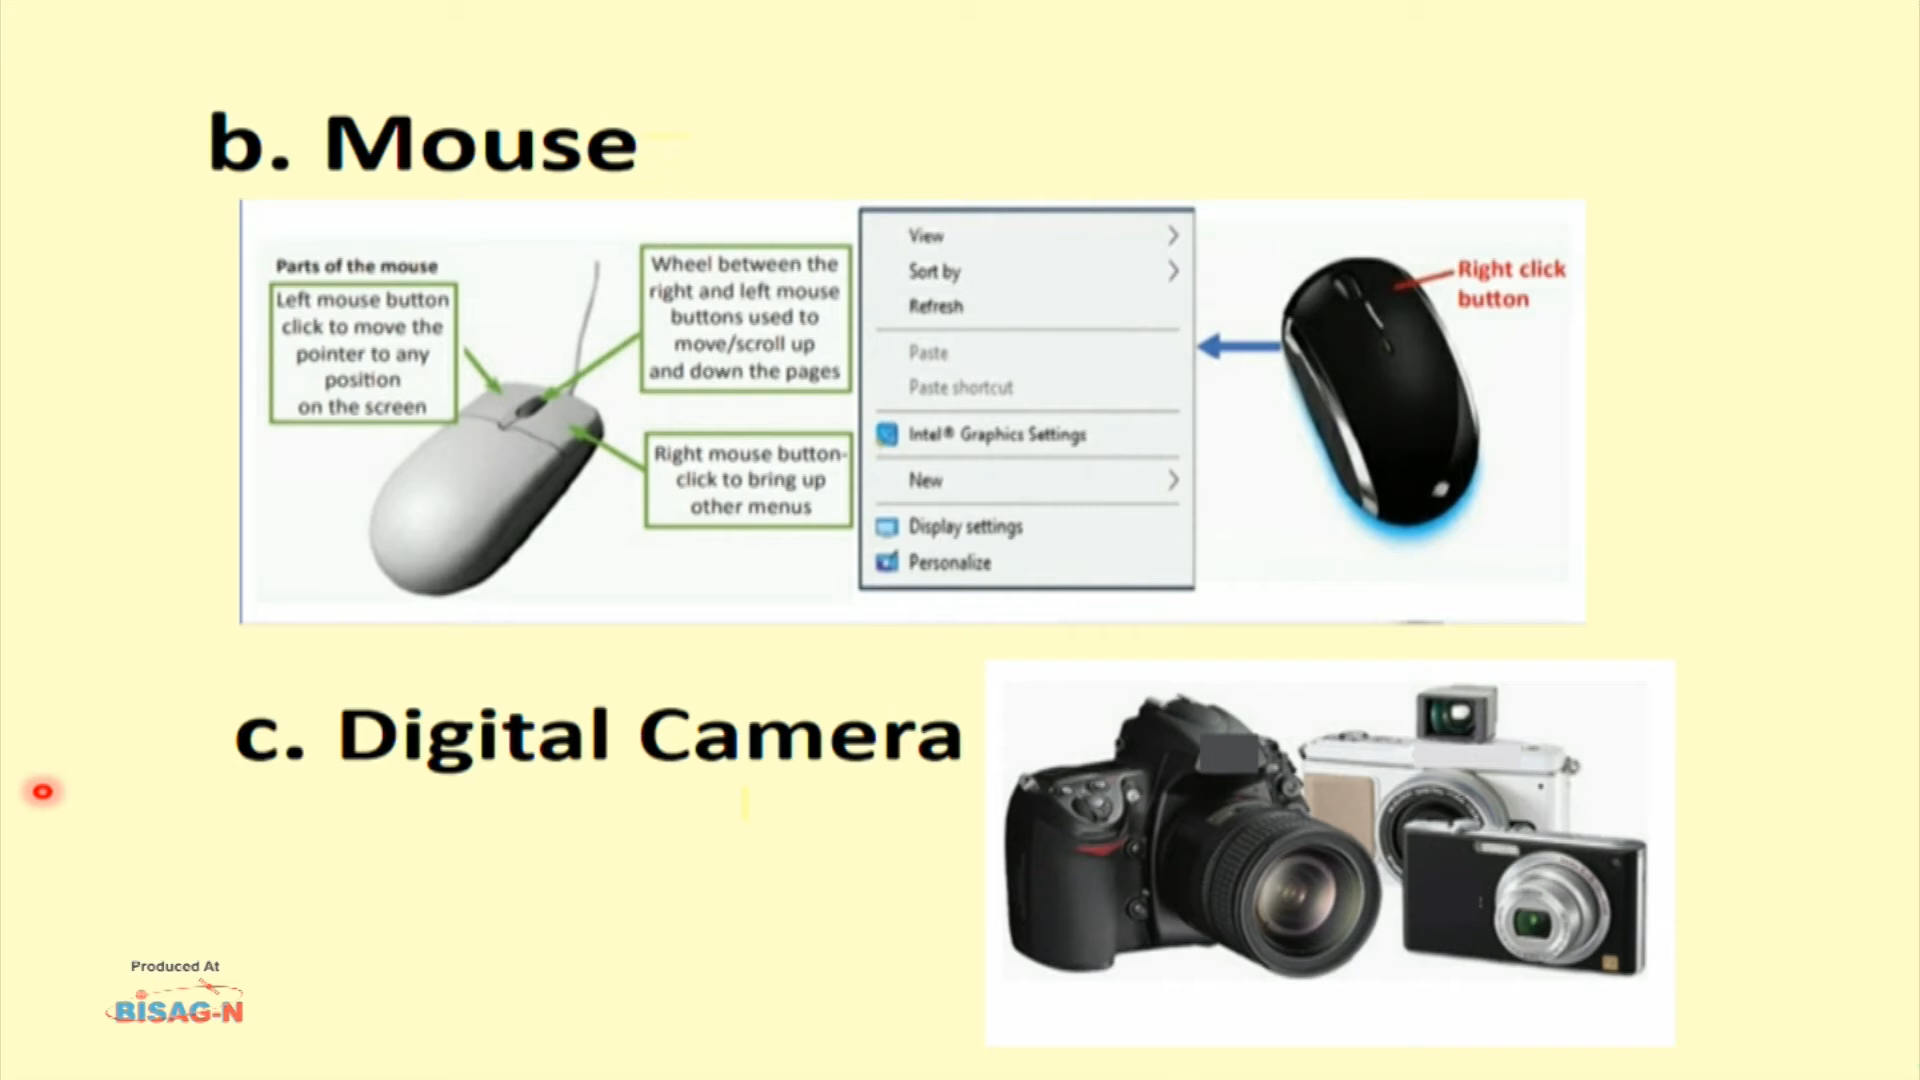 b. Mouse
Parts of the mouse
Left mouse button
click to move the
pointer to any
position
on the screen
Wheel between the
right and left mouse
buttons used to
move/scroll up
and down the pages
Right mouse button-
click to bring up
other menus
View
Sort by
Refresh
Paste
Paste shortcut
Intel® Graphics Settings
New
Display settings
Personalize
Right click
button
c. Digital Camera
Produced At
BISAG-N